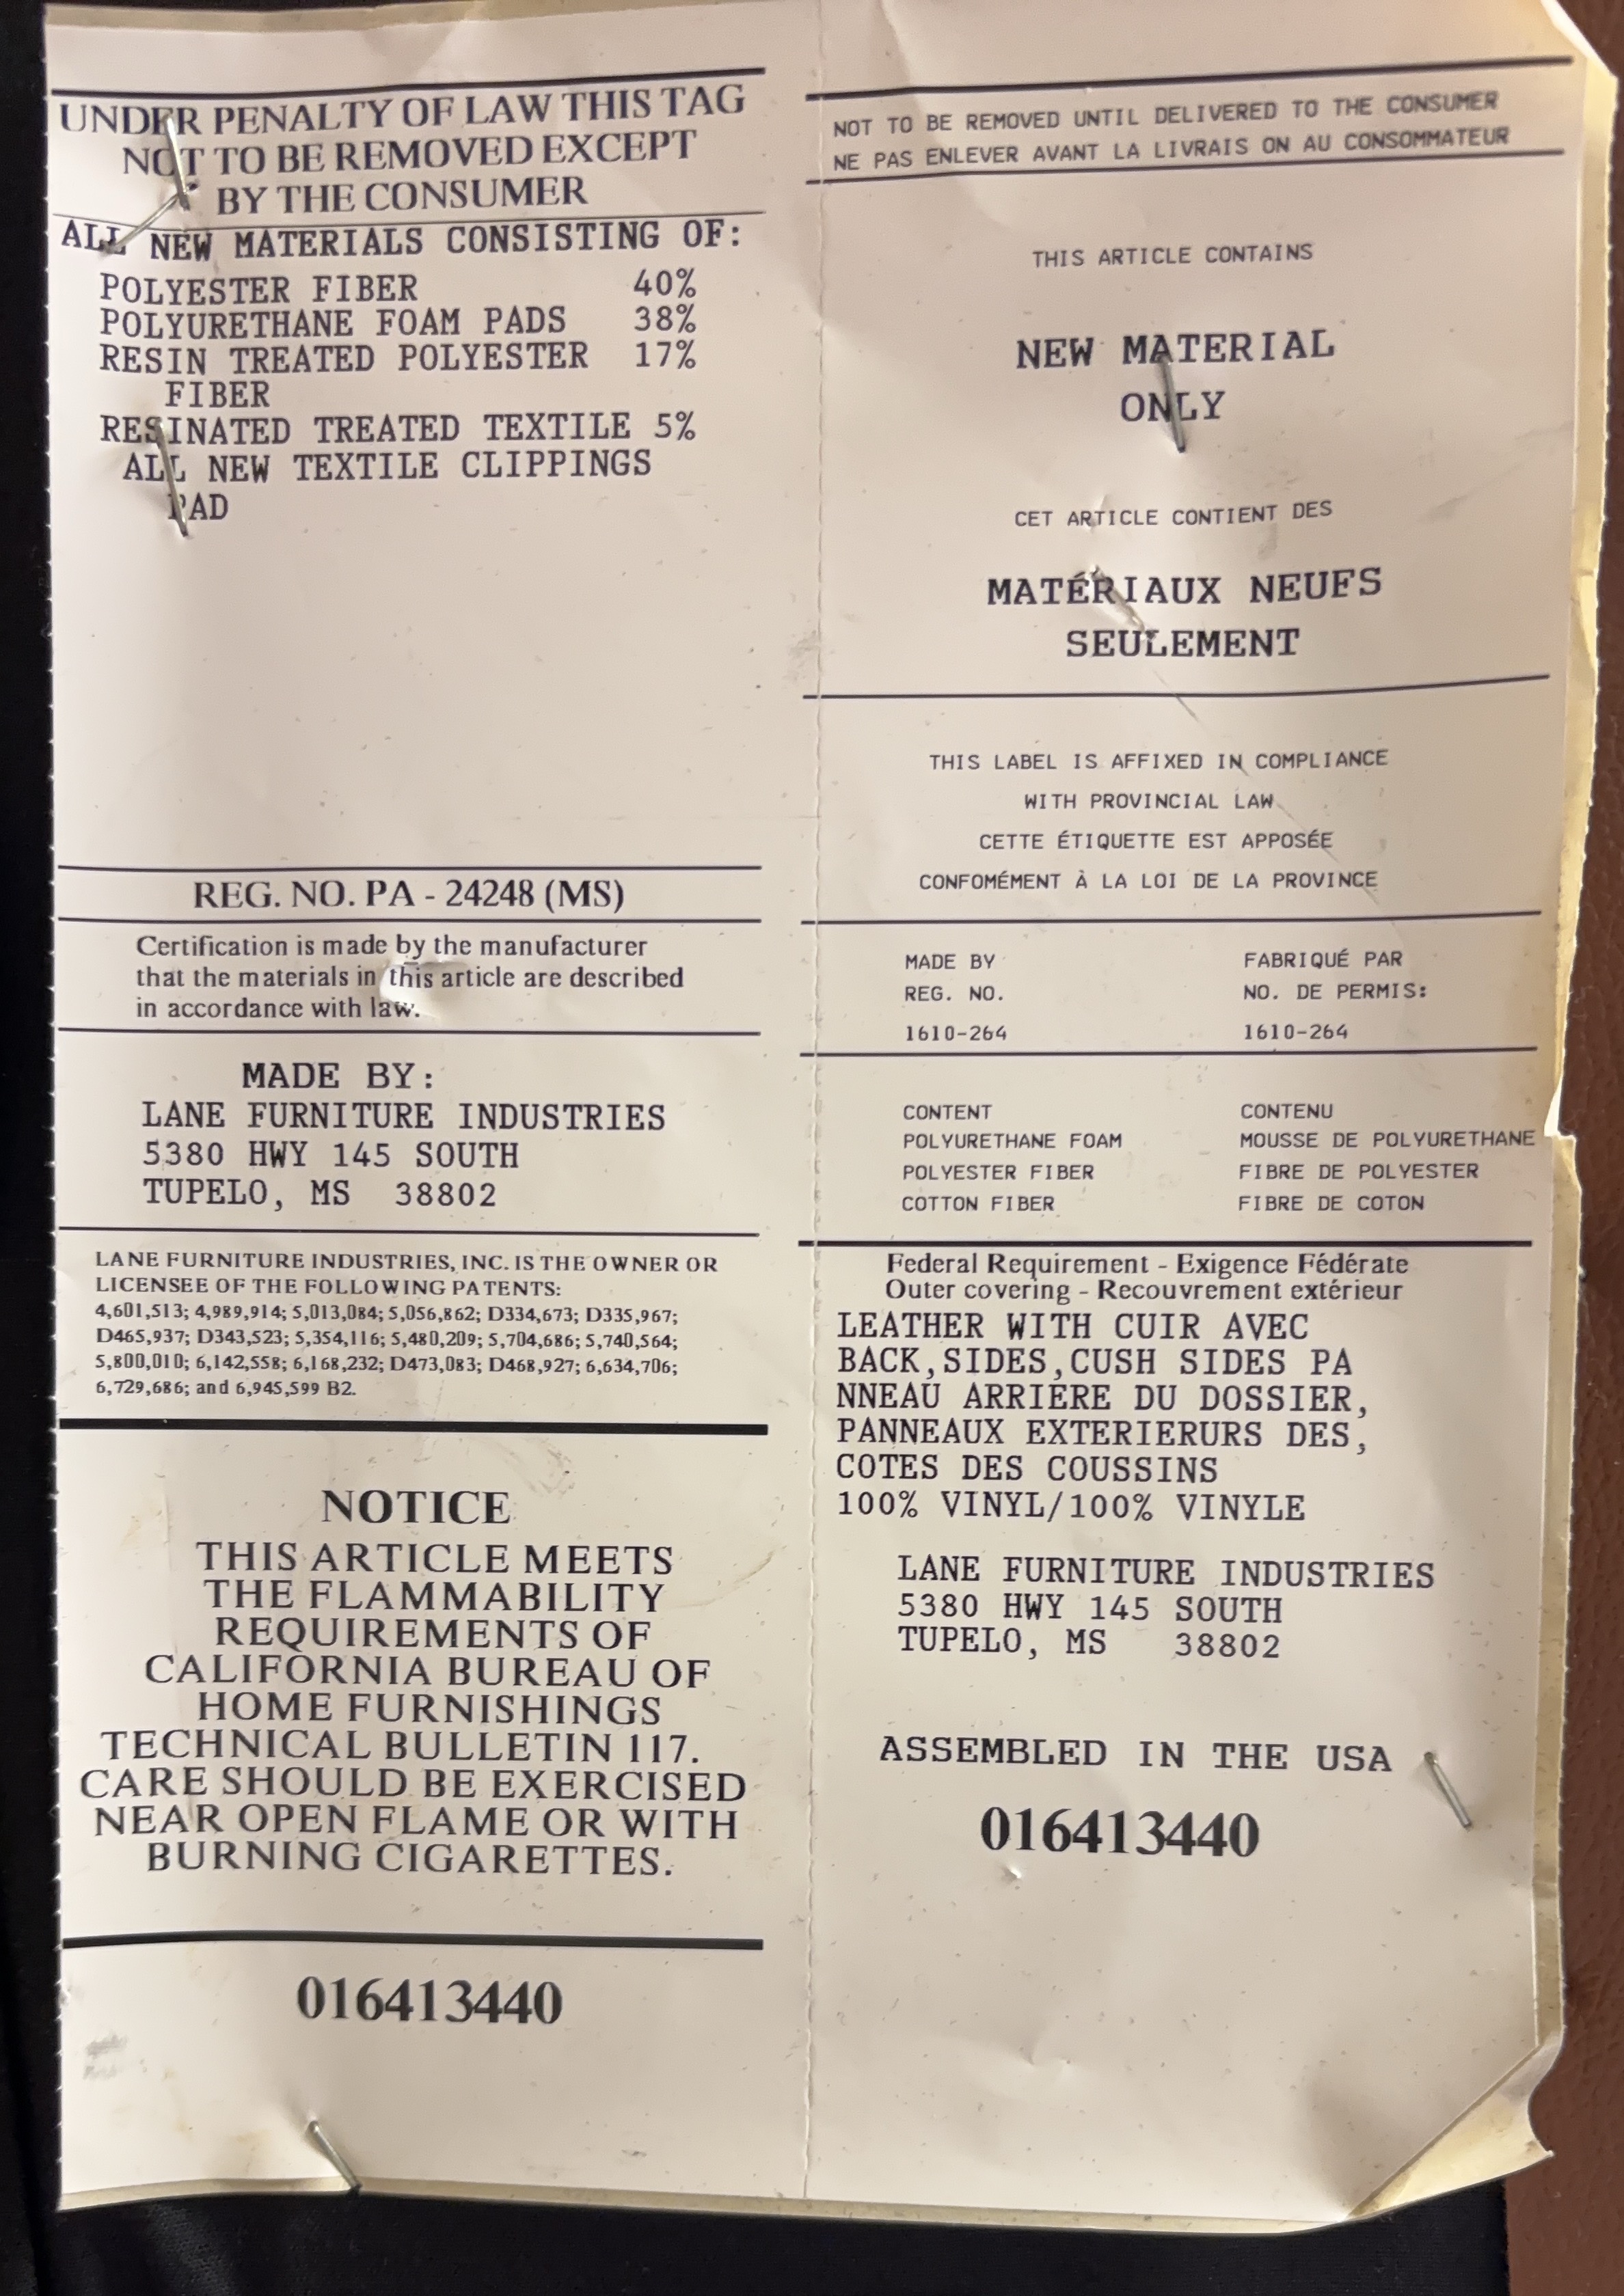 UNDER PENALTY OF LAW THIS TAG
NOT TO BE REMOVED EXCEPT
BY THE CONSUMER
ALL NEW MATERIALS CONSISTING OF:
POLYESTER FIBER 40%
POLYURETHANE FOAM PADS 38%
RESIN TREATED POLYESTER 17%
FIBER
RESINATED TREATED TEXTILE 5%
ALL NEW TEXTILE CLIPPINGS
PAD
REG. NO. PA - 24248 (MS)
Certification is made by the manufacturer
that the materials in this article are described
in accordance with law.
MADE BY:
LANE FURNITURE INDUSTRIES
5380 HWY 145 SOUTH
TUPELO, MS 38802
LANE FURNITURE INDUSTRIES, INC. IS THE OWNER OR
LICENSEE OF THE FOLLOWING PATENTS:
4,601,513; 4,989,914; 5,013,084; 5,056,862; D334,673; D335,967;
D465,937; D343,523; 5,354,116; 5,480,209; 5,704,686; 5,740,564;
5,800,010; 6,142,558; 6,168,232; D473,083; D468,927; 6,634,706;
6,729,686; and 6,945,599 B2.
NOTICE
THIS ARTICLE MEETS
THE FLAMMABILITY
REQUIREMENTS OF
CALIFORNIA BUREAU OF
HOME FURNISHINGS
TECHNICAL BULLETIN 117.
CARE SHOULD BE EXERCISED
NEAR OPEN FLAME OR WITH
BURNING CIGARETTES.
016413440
NOT TO BE REMOVED UNTIL DELIVERED TO THE CONSUMER
NE PAS ENLEVER AVANT LA LIVRAIS ON AU CONSOMMATEUR
THIS ARTICLE CONTAINS
NEW MATERIAL
ONLY
CET ARTICLE CONTIENT DES
MATÉRIAUX NEUFS
SEULEMENT
THIS LABEL IS AFFIXED IN COMPLIANCE
WITH PROVINCIAL LAW
CETTE ÉTIQUETTE EST APPOSÉE
CONFOMÉMENT À LA LOI DE LA PROVINCE
MADE BY FABRIQUÉ PAR
REG. NO. NO. DE PERMIS:
1610-264 1610-264
CONTENT CONTENU
POLYURETHANE FOAM MOUSSE DE POLYURETHANE
POLYESTER FIBER FIBRE DE POLYESTER
COTTON FIBER FIBRE DE COTON
Federal Requirement - Exigence Fédérate
Outer covering - Recouvrement extérieur
LEATHER WITH CUIR AVEC
BACK,SIDES,CUSH SIDES PA
NNEAU ARRIERE DU DOSSIER,
PANNEAUX EXTERIERURS DES,
COTES DES COUSSINS
100% VINYL/100% VINYLE
LANE FURNITURE INDUSTRIES
5380 HWY 145 SOUTH
TUPELO, MS 38802
ASSEMBLED IN THE USA
016413440